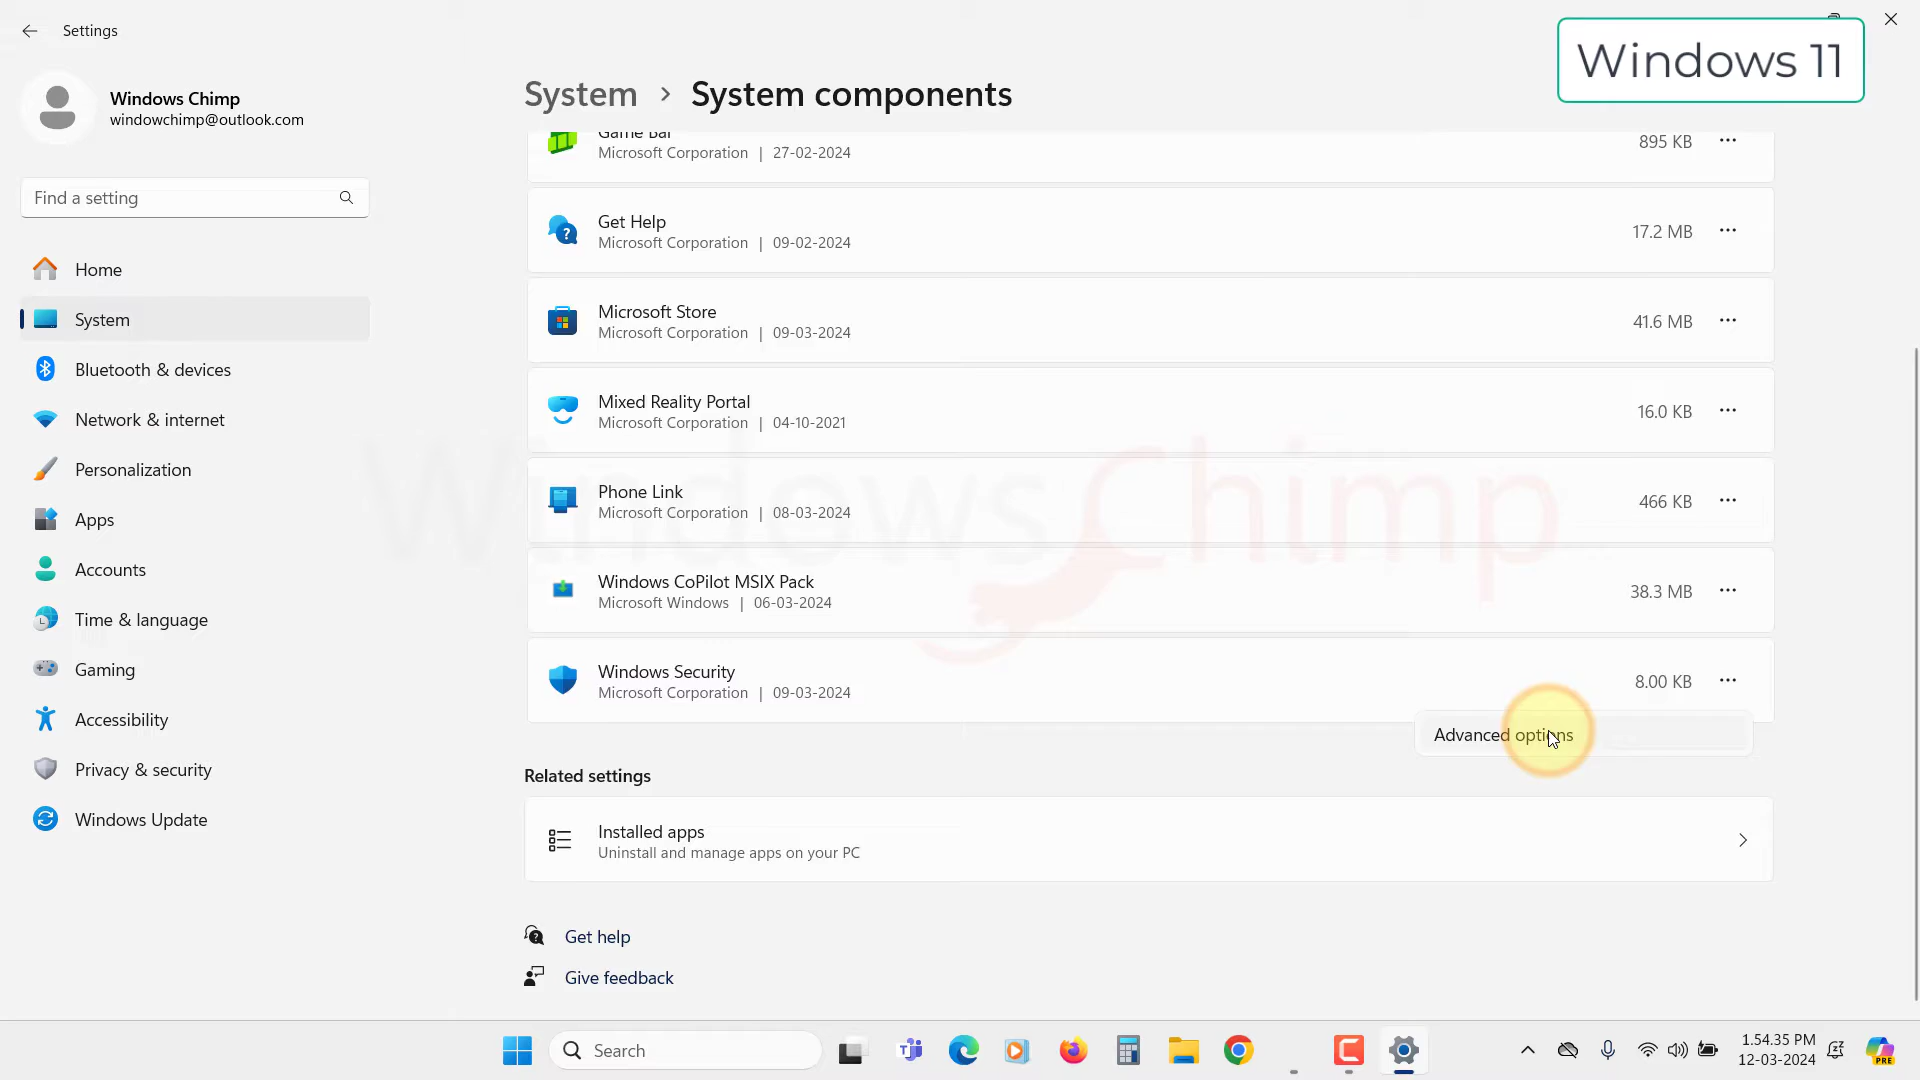 Settings
Windows 11
Windows Chimp
windowchimp@outlook.com
System > System components
Find a setting
Home
System
Bluetooth & devices
Network & internet
Personalization
Apps
Accounts
Time & language
Gaming
Accessibility
Privacy & security
Windows Update
Game Bar
Microsoft Corporation | 27-02-2024
895 KB
Get Help
Microsoft Corporation | 09-02-2024
17.2 MB
Microsoft Store
Microsoft Corporation | 09-03-2024
41.6 MB
Mixed Reality Portal
Microsoft Corporation | 04-10-2021
16.0 KB
Phone Link
Microsoft Corporation | 08-03-2024
466 KB
Windows Chimp
Windows CoPilot MSIX Pack
Microsoft Windows | 06-03-2024
38.3 MB
Windows Security
Microsoft Corporation | 09-03-2024
8.00 KB
Advanced options
Related settings
Installed apps
Uninstall and manage apps on your PC
Get help
Give feedback
Search
1.54.35 PM
12-03-2024
PRE